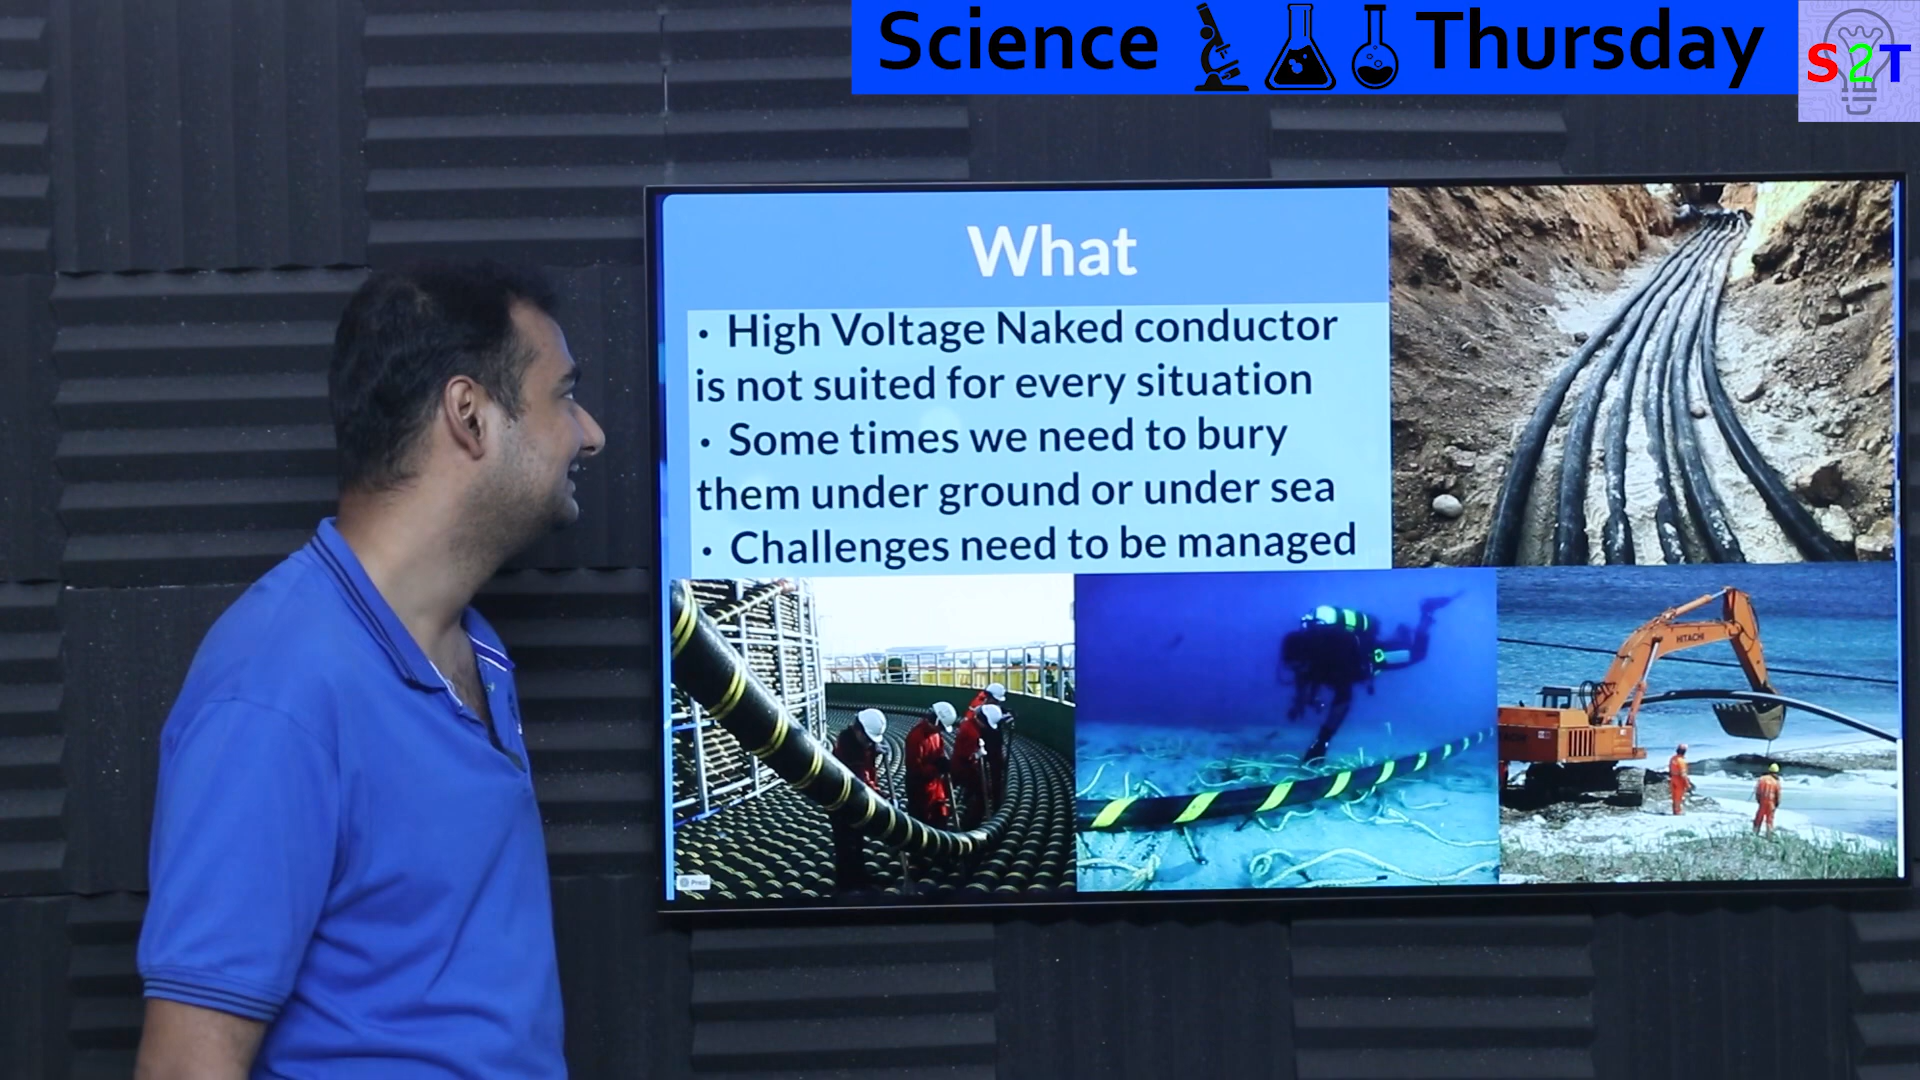 Science Thursday
S2T
What
• High Voltage Naked conductor
is not suited for every situation
• Some times we need to bury
them under ground or under sea
• Challenges need to be managed
HITACHI
Prezi